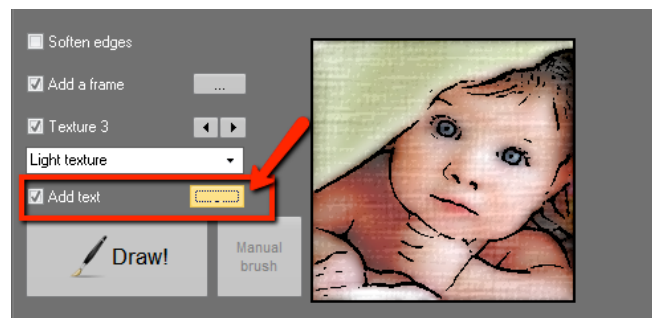 Soften edges
Add a frame
...
Texture 3
Light texture
Add text
...
Draw!
Manual
brush